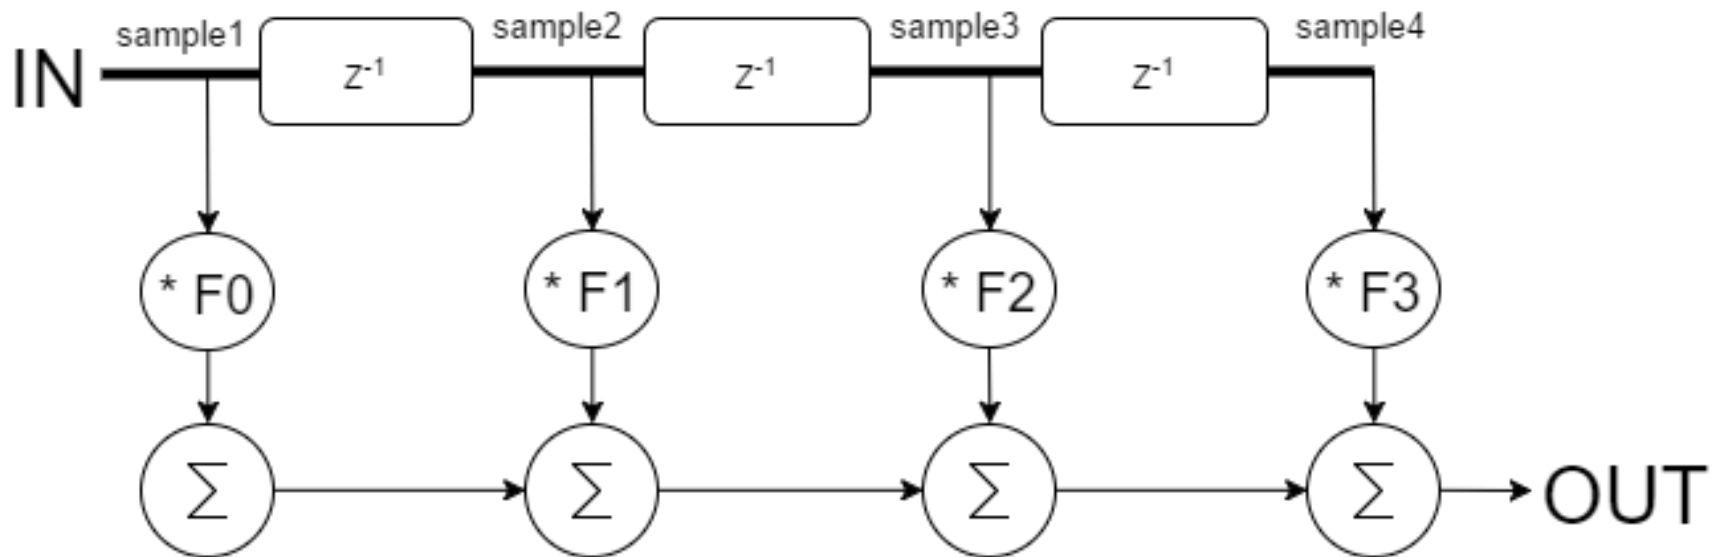 IN sample1 Z⁻¹ sample2 Z⁻¹ sample3 Z⁻¹ sample4
* F0 * F1 * F2 * F3
Σ Σ Σ Σ OUT